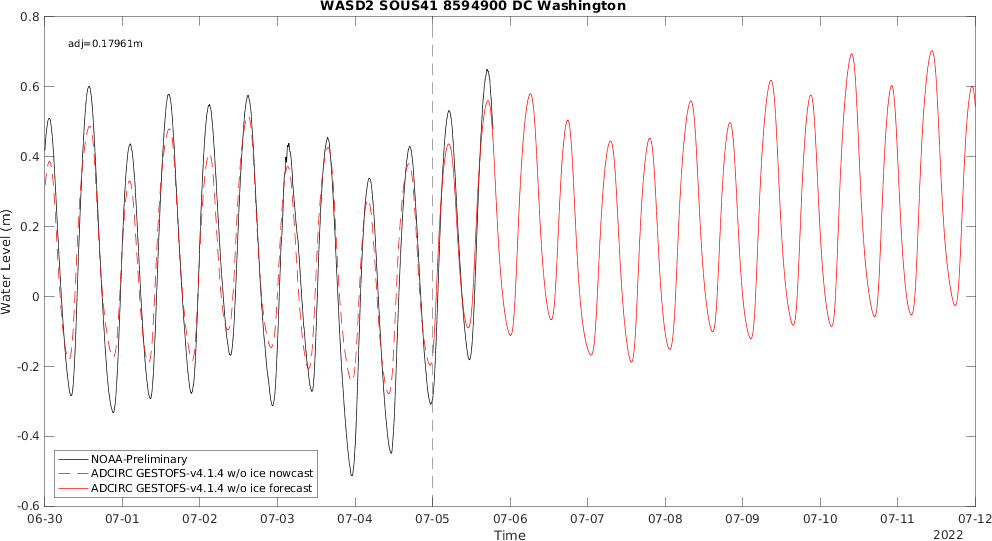 WASD2 SOUS41 8594900 DC Washington
0.8
adj=0.17961m
0.6
0.4
0.2
0
-0.2
-0.4
-0.6
Water Level (m)
NOAA-Preliminary
ADCIRC GESTOFS-v4.1.4 w/o ice nowcast
ADCIRC GESTOFS-v4.1.4 w/o ice forecast
06-30 07-01 07-02 07-03 07-04 07-05 07-06 07-07 07-08 07-09 07-10 07-11 07-12
Time
2022